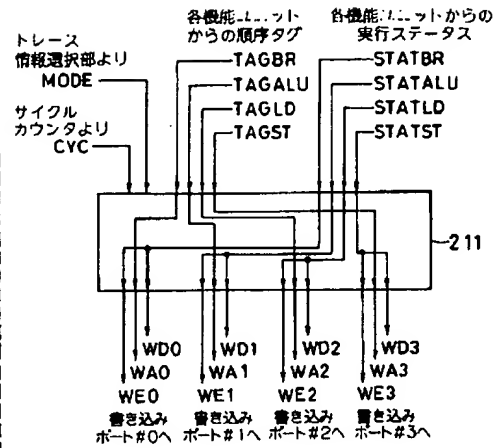 各機能ユニット
からの順序タグ
各機能ユニットからの
実行ステータス
トレース
情報選択部より
MODE
TAGBR
TAGALU
TAGLD
TAGST
STATBR
STATALU
STATLD
STATST
サイクル
カウンタより
CYC
211
WD0
WD1
WD2
WD3
WA0
WA1
WA2
WA3
WE0
WE1
WE2
WE3
書き込み
ポート#0へ
書き込み
ポート#1へ
書き込み
ポート#2へ
書き込み
ポート#3へ